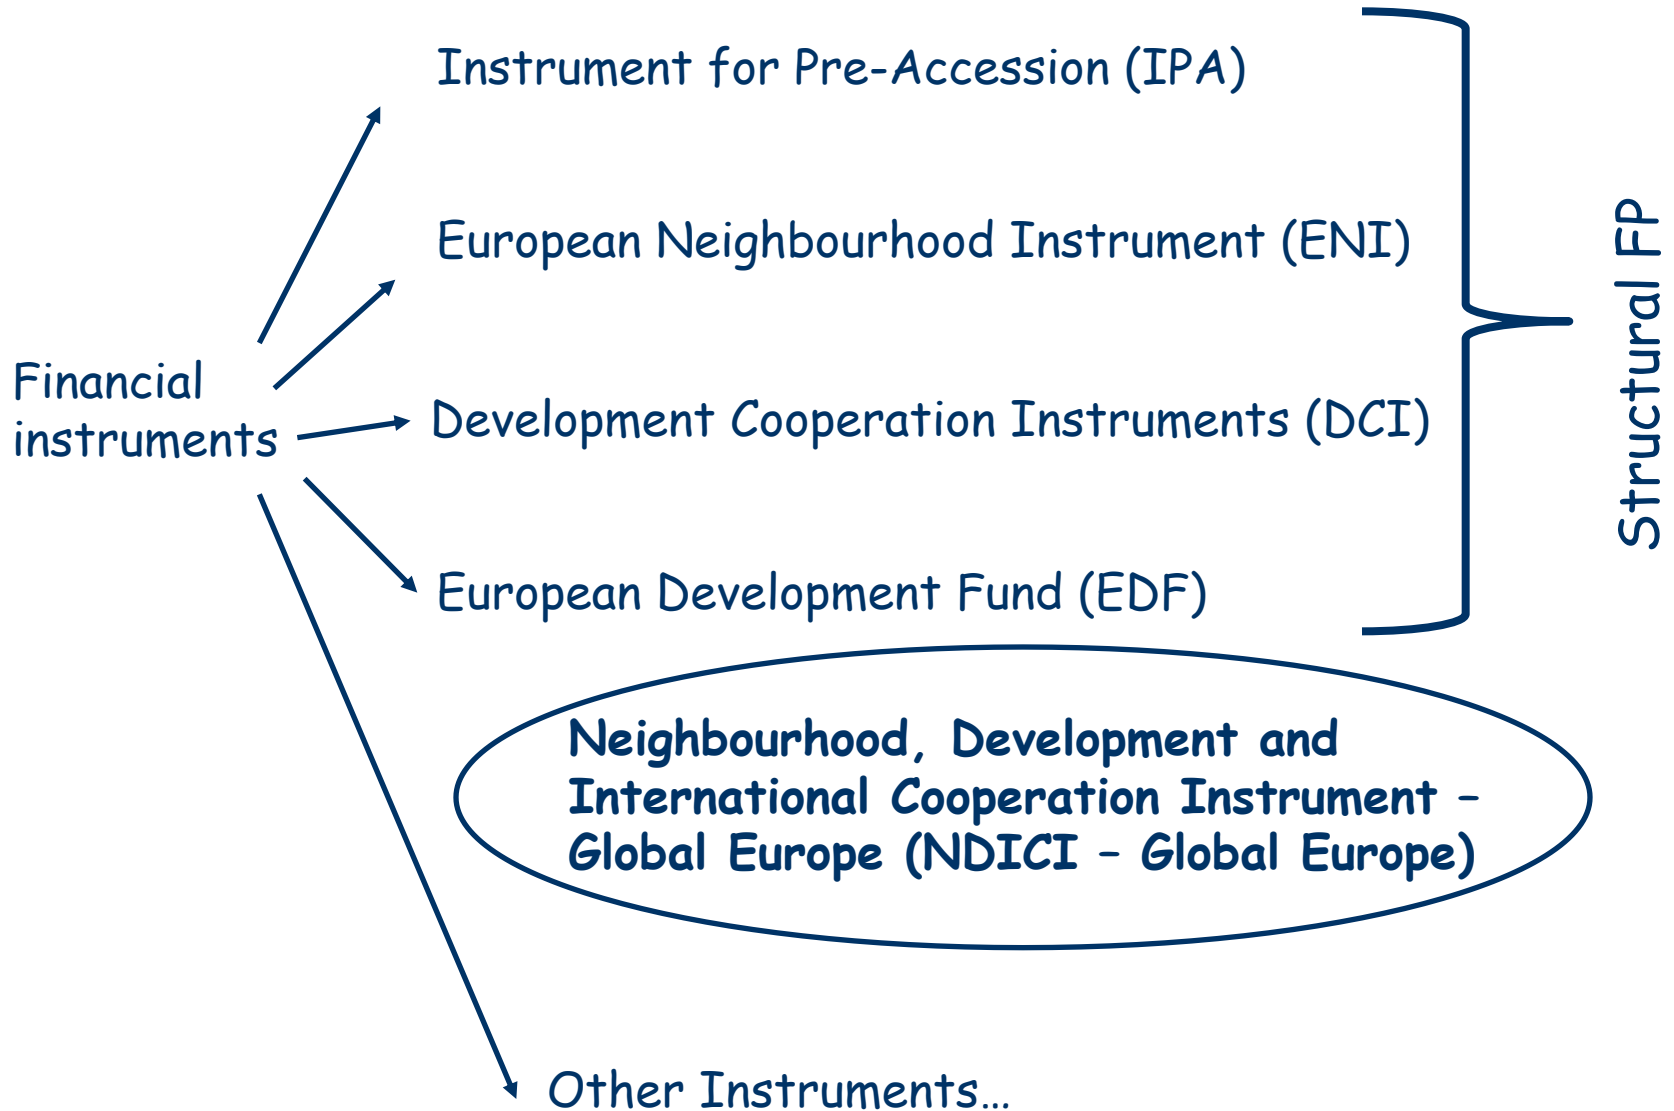 Instrument for Pre-Accession (IPA)
European Neighbourhood Instrument (ENI)
Financial
instruments
Development Cooperation Instruments (DCI)
European Development Fund (EDF)
Structural FP
Neighbourhood, Development and
International Cooperation Instrument –
Global Europe (NDICI – Global Europe)
Other Instruments…